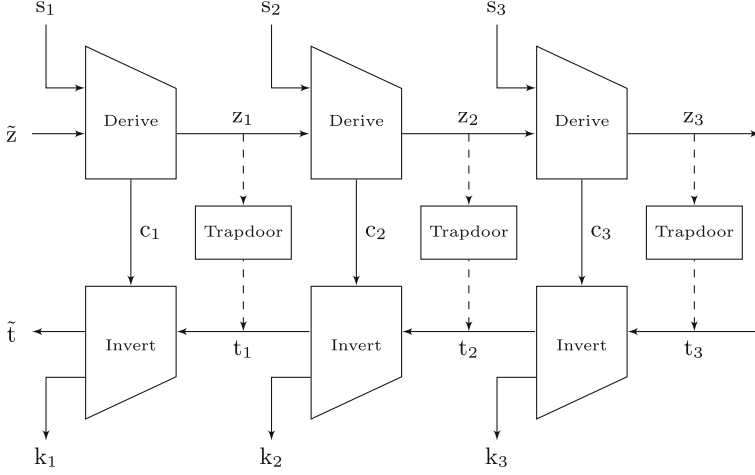 s₁ s₂ s₃
Derive Derive Derive
z̃ z₁ z₂ z₃
c₁ Trapdoor c₂ Trapdoor c₃ Trapdoor
t̃ Invert t₁ Invert t₂ Invert t₃
k₁ k₂ k₃